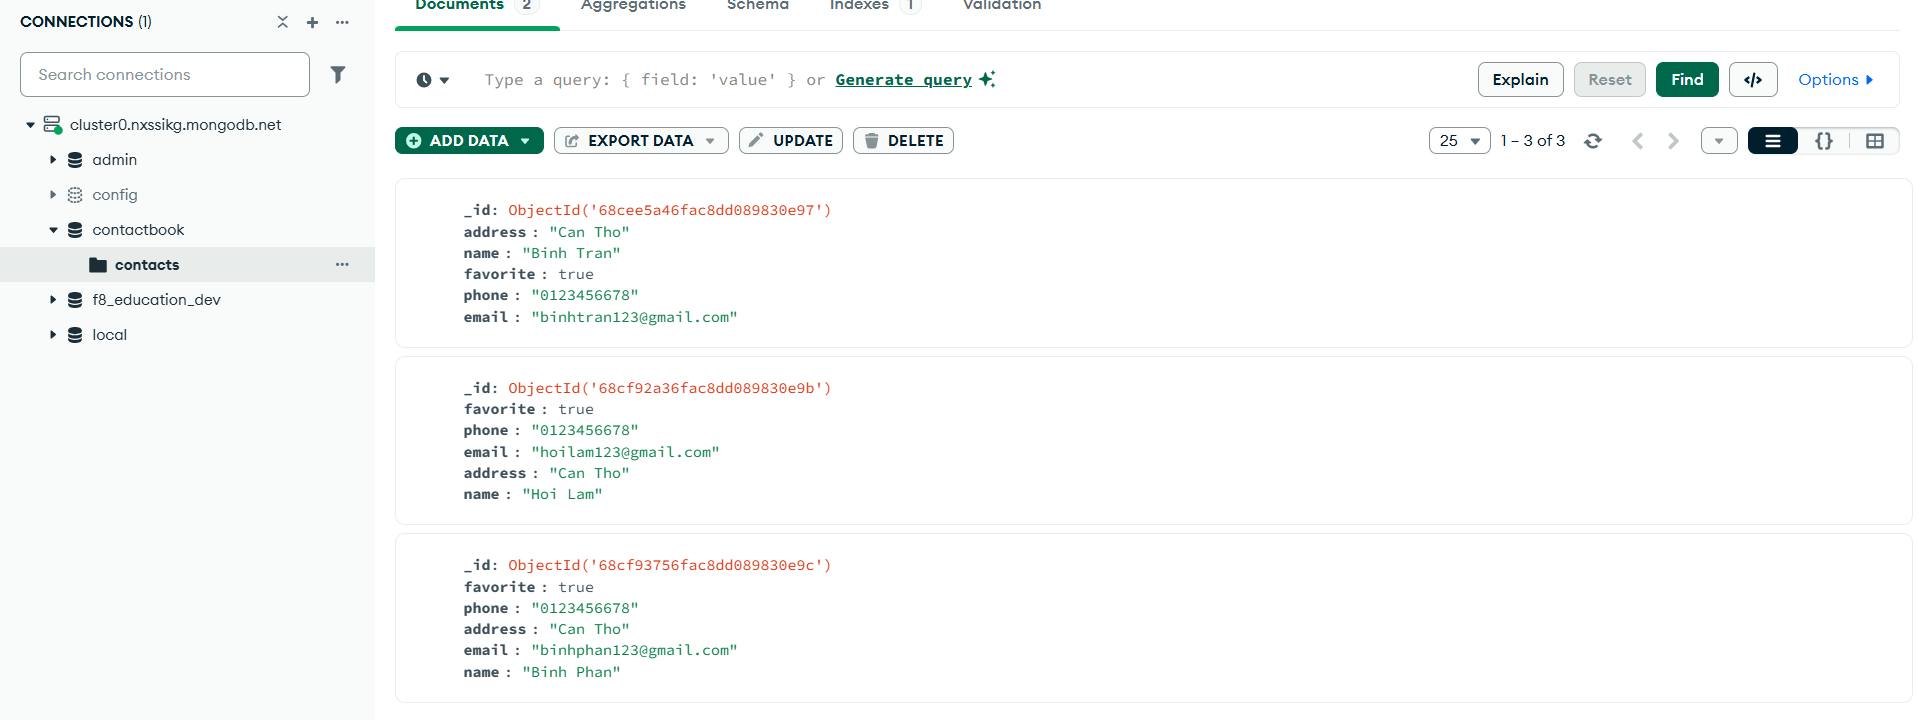 CONNECTIONS (1)
Search connections
cluster0.nxssikg.mongodb.net
admin
config
contactbook
contacts
f8_education_dev
local
Documents 2 Aggregations Schema Indexes 1 Validation
Type a query: { field: 'value' } or Generate query
Explain Reset Find </> Options
ADD DATA EXPORT DATA UPDATE DELETE
25 1 – 3 of 3 {}
_id: ObjectId('68cee5a46fac8dd089830e97')
address : "Can Tho"
name : "Binh Tran"
favorite : true
phone : "0123456678"
email : "binhtran123@gmail.com"
_id: ObjectId('68cf92a36fac8dd089830e9b')
favorite : true
phone : "0123456678"
email : "hoilam123@gmail.com"
address : "Can Tho"
name : "Hoi Lam"
_id: ObjectId('68cf93756fac8dd089830e9c')
favorite : true
phone : "0123456678"
address : "Can Tho"
email : "binhphan123@gmail.com"
name : "Binh Phan"